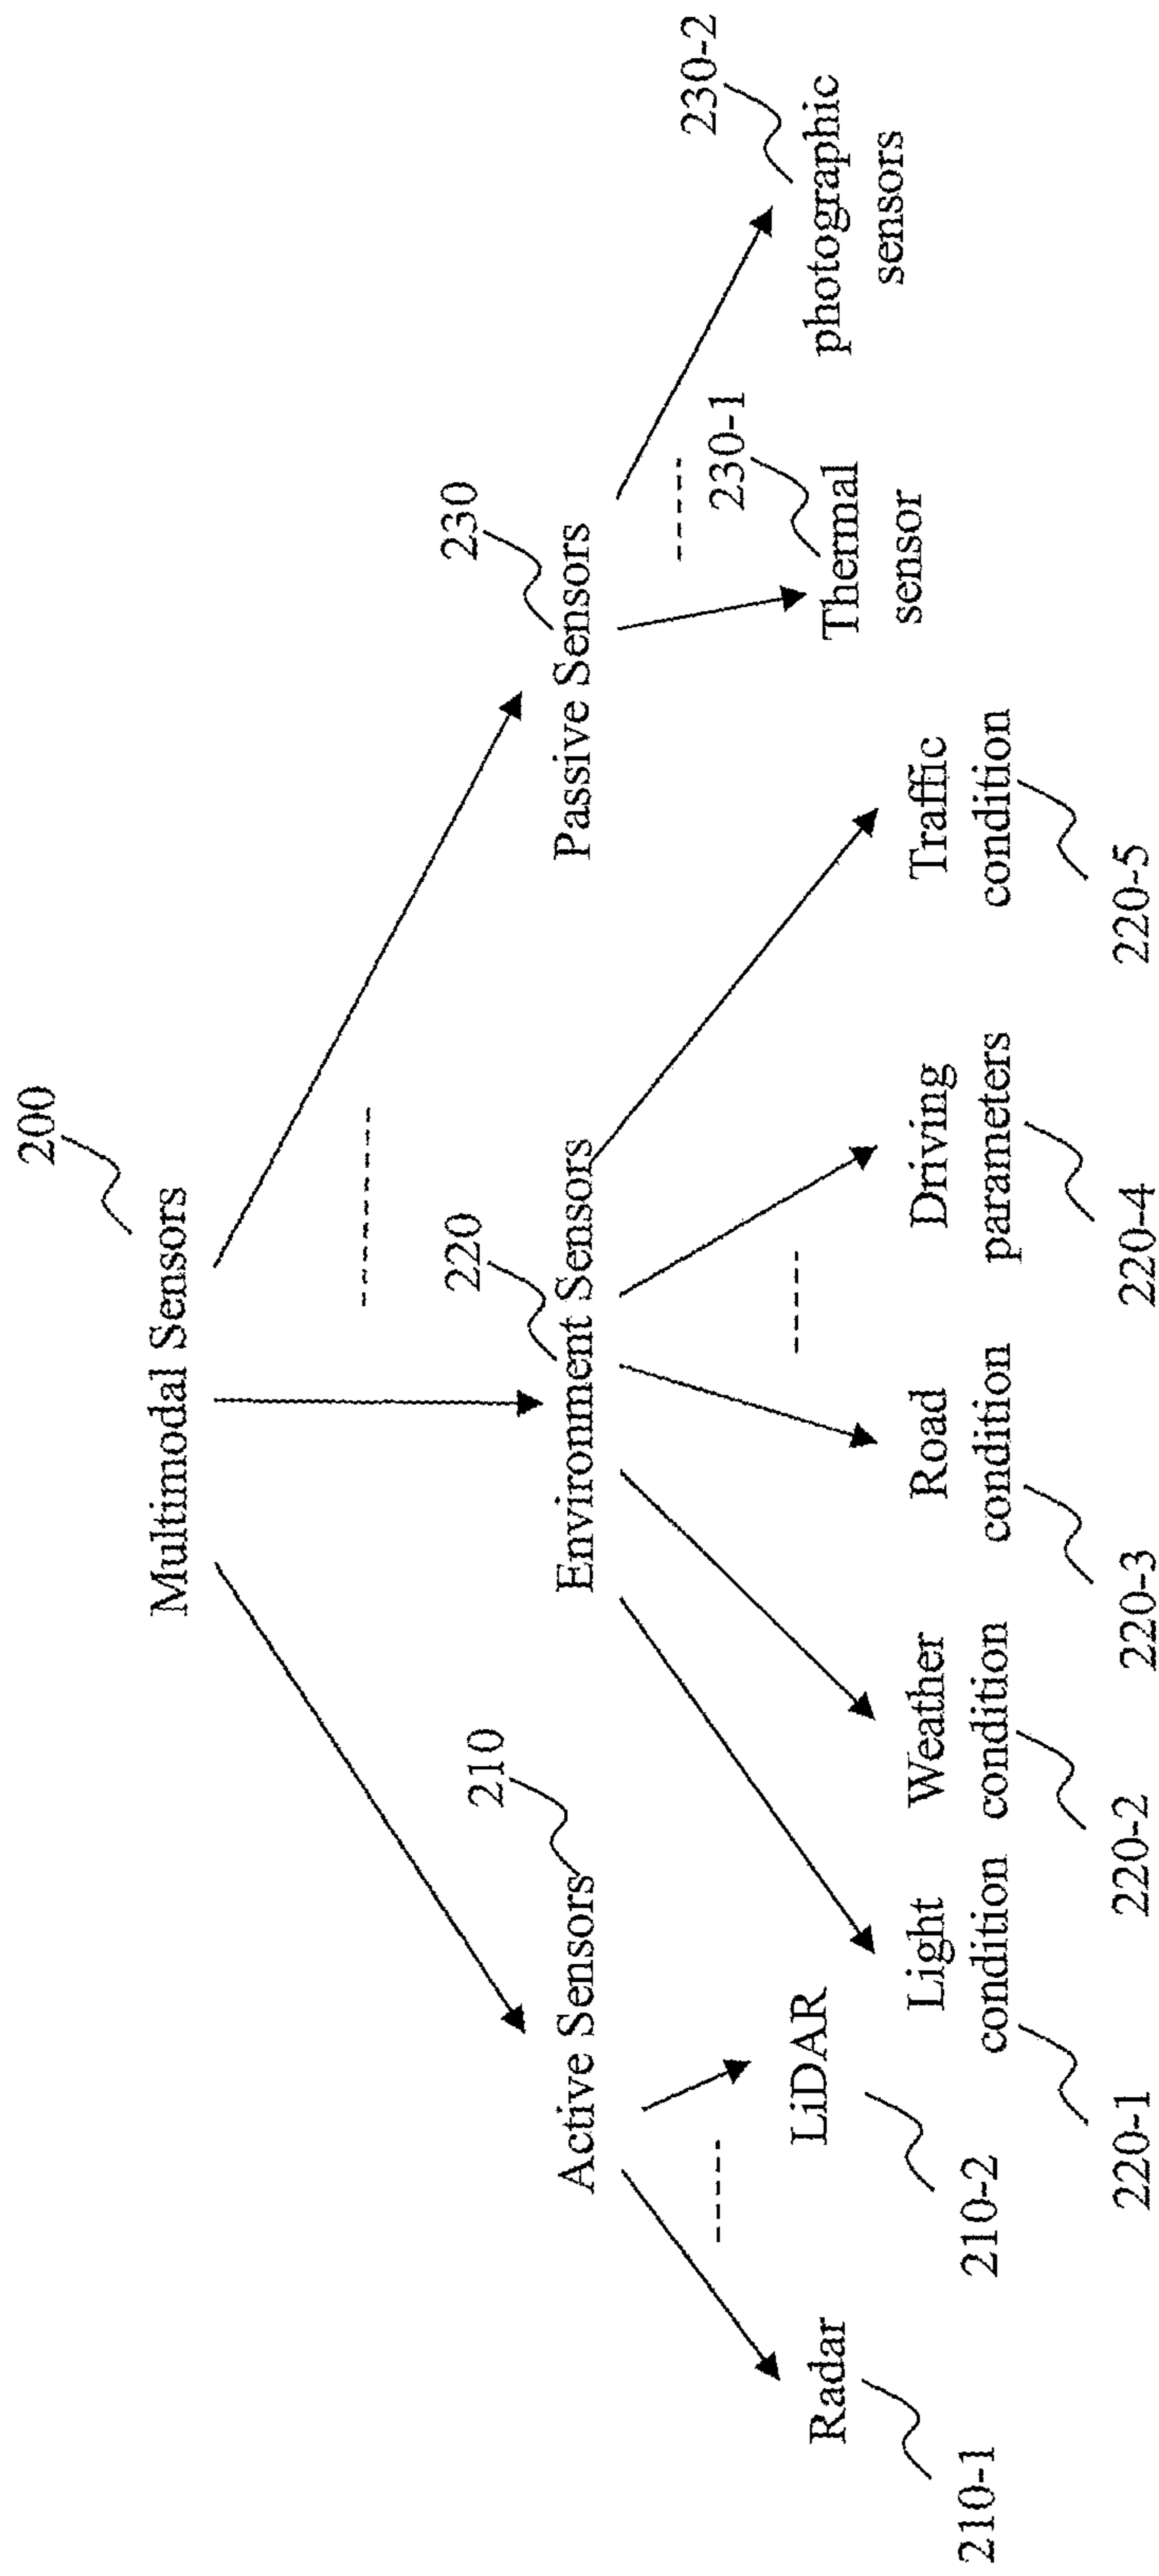 200
Multimodal Sensors
210
220
230
Active Sensors
Environment Sensors
Passive Sensors
230-1
230-2
Radar
LiDAR
Thermal
sensor
photographic
sensors
210-1
210-2
Light
condition
Weather
condition
Road
condition
Driving
parameters
Traffic
condition
220-1
220-2
220-3
220-4
220-5